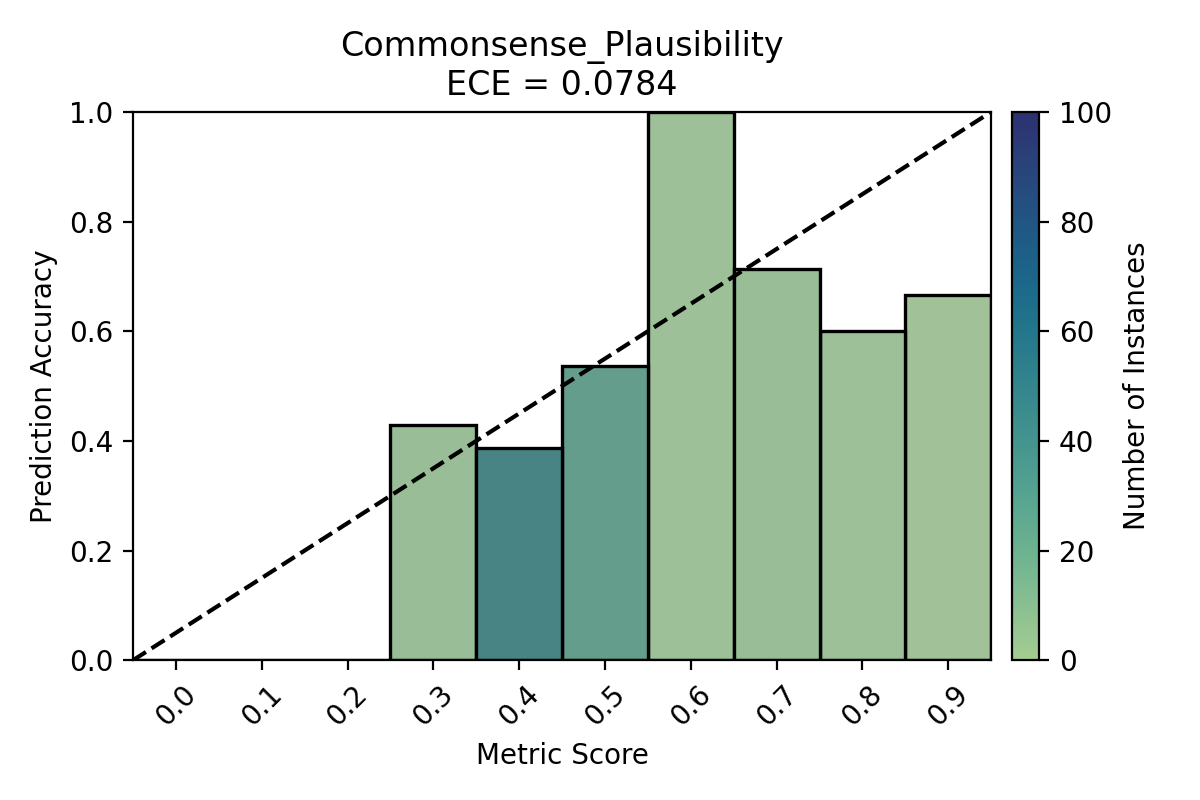 Commonsense_Plausibility
ECE = 0.0784
Prediction Accuracy
1.0
0.8
0.6
0.4
0.2
0.0
0.0 0.1 0.2 0.3 0.4 0.5 0.6 0.7 0.8 0.9
Metric Score
100
80
60
40
20
0
Number of Instances